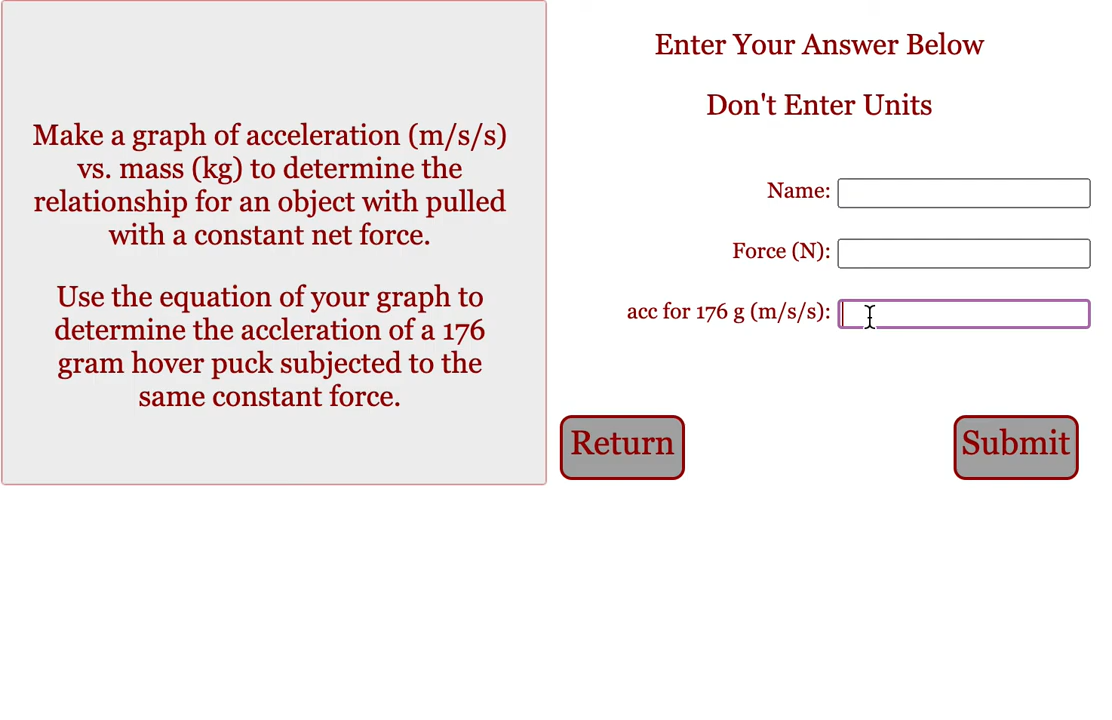 Make a graph of acceleration (m/s/s)
vs. mass (kg) to determine the
relationship for an object with pulled
with a constant net force.
Use the equation of your graph to
determine the accleration of a 176
gram hover puck subjected to the
same constant force.
Enter Your Answer Below
Don't Enter Units
Name:
Force (N):
acc for 176 g (m/s/s):
Return
Submit